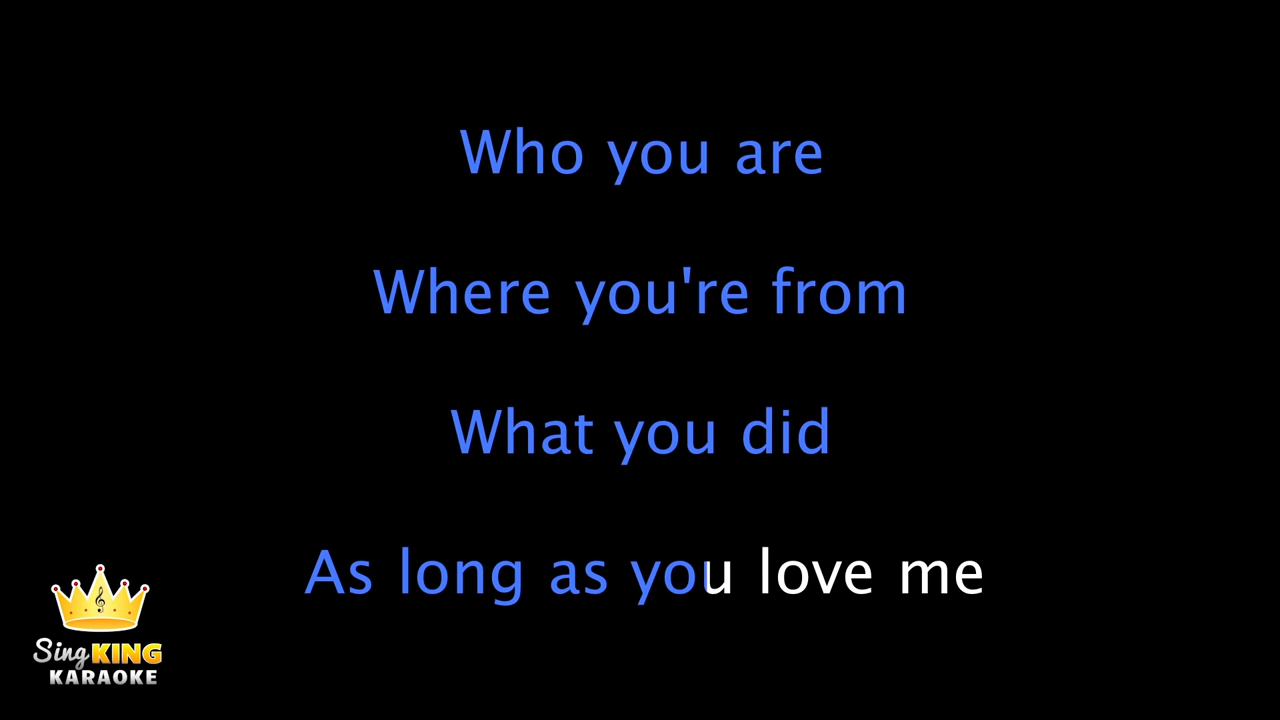 Who you are
Where you're from
What you did
As long as you love me
Sing KING
KARAOKE